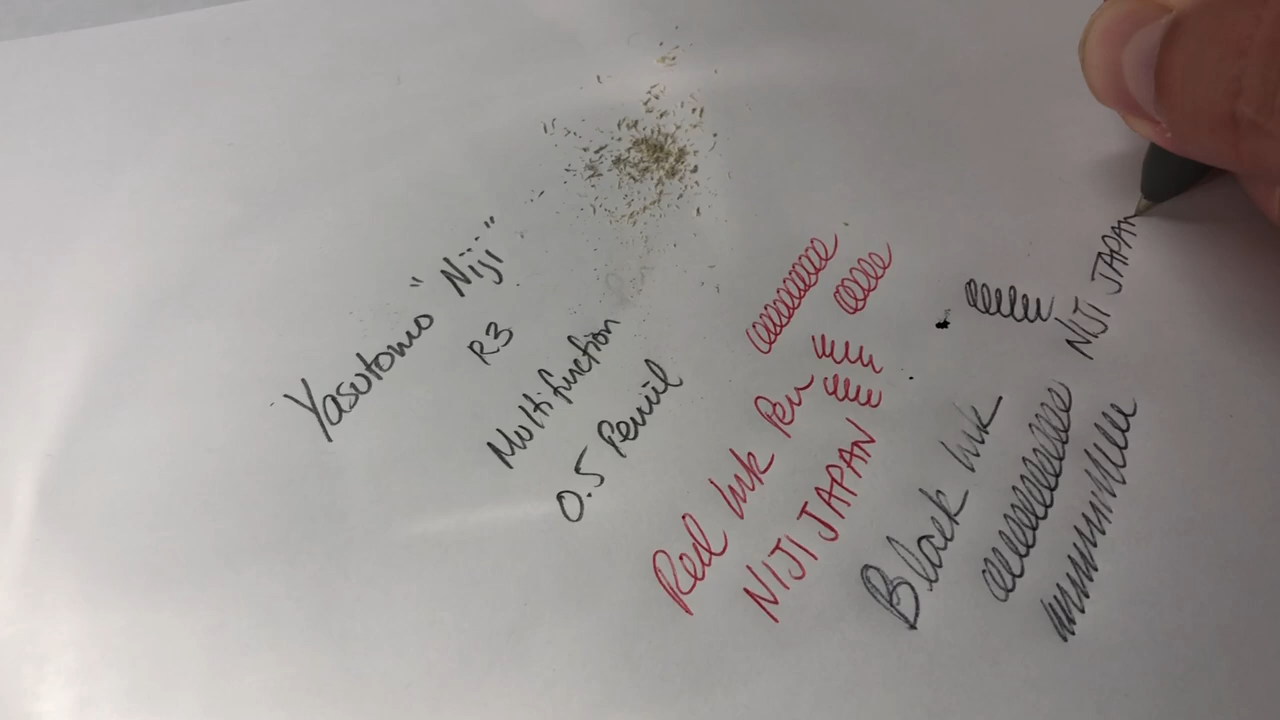 Yasutomo "Niji"
R3
Multifunction
0.5 Pencil
Red Ink Pen
NIJI JAPAN
Black Ink
NIJI JAPAN